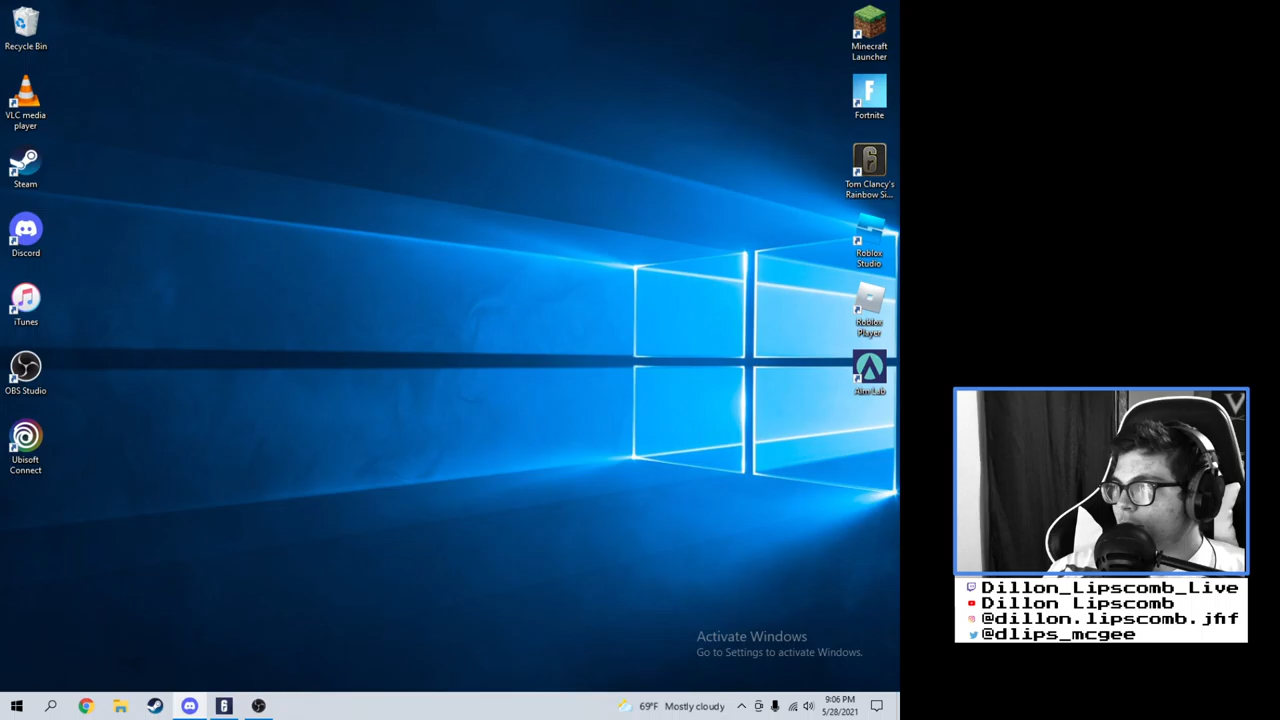 Recycle Bin
VLC media
player
Steam
Discord
iTunes
OBS Studio
Ubisoft
Connect
Minecraft
Launcher
Fortnite
Tom Clancy's
Rainbow Si...
Roblox
Studio
Roblox
Player
Aim Lab
Activate Windows
Go to Settings to activate Windows.
69°F Mostly cloudy
9:06 PM
5/28/2021
Dillon_Lipscomb_Live
Dillon Lipscomb
@dillon.lipscomb.jfif
@dlips_mcgee